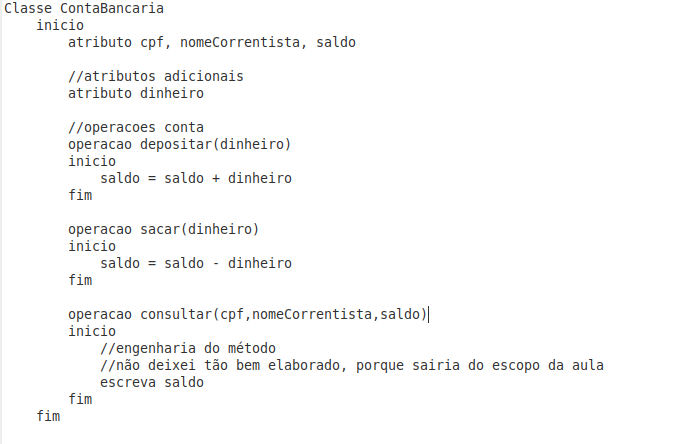 Classe ContaBancaria
inicio
atributo cpf, nomeCorrentista, saldo
//atributos adicionais
atributo dinheiro
//operacoes conta
operacao depositar(dinheiro)
inicio
saldo = saldo + dinheiro
fim
operacao sacar(dinheiro)
inicio
saldo = saldo - dinheiro
fim
operacao consultar(cpf,nomeCorrentista,saldo)
inicio
//engenharia do método
//não deixei tão bem elaborado, porque sairia do escopo da aula
escreva saldo
fim
fim